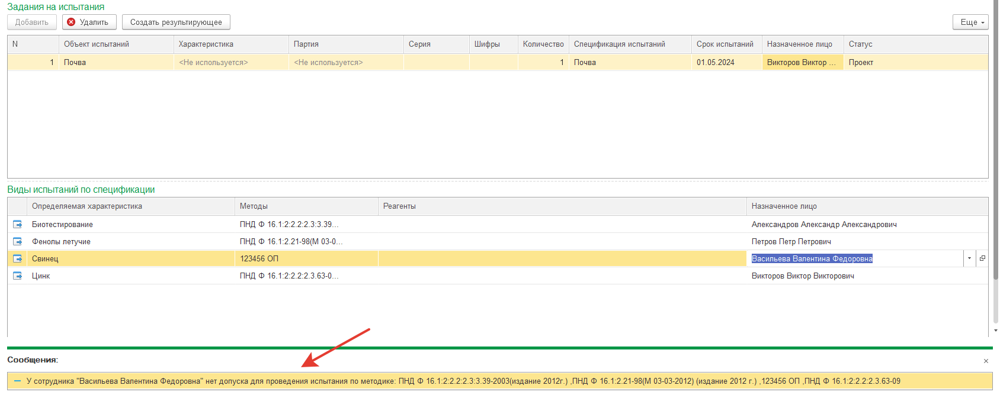 Задания на испытания
Добавить Удалить Создать результирующее Еще
N Объект испытаний Характеристика Партия Серия Шифры Количество Спецификация испытаний Срок испытаний Назначенное лицо Статус
1 Почва <Не используется> <Не используется> 1 Почва 01.05.2024 Викторов Виктор ... Проект
Виды испытаний по спецификации
Определяемая характеристика Методы Реагенты Назначенное лицо
Биотестирование ПНД Ф 16.1:2:2.2:2.3:3.39... Александров Александр Александрович
Фенолы летучие ПНД Ф 16.1:2.21-98(М 03-0... Петров Петр Петрович
Свинец 123456 ОП Васильева Валентина Федоровна
Цинк ПНД Ф 16.1:2:2.2:2.3.63-0... Викторов Виктор Викторович
Сообщения:
У сотрудника "Васильева Валентина Федоровна" нет допуска для проведения испытания по методике: ПНД Ф 16.1:2:2.2:2.3:3.39-2003(издание 2012г.) ,ПНД Ф 16.1:2.21-98(М 03-03-2012) (издание 2012 г.) ,123456 ОП ,ПНД Ф 16.1:2:2.2:2.3.63-09